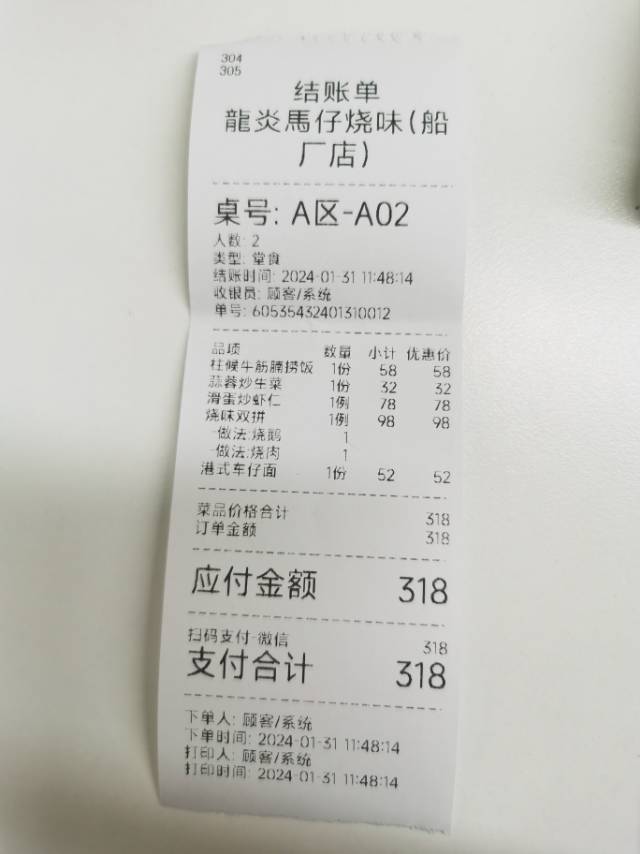 304
305
结账单
龍炎馬仔烧味(船
厂店)
桌号: A区-A02
人数: 2
类型: 堂食
结账时间: 2024-01-31 11:48:14
收银员: 顾客/系统
单号: 60535432401310012
品项 数量 小计 优惠价
柱候牛筋腩捞饭 1份 58 58
蒜蓉炒生菜 1份 32 32
滑蛋炒虾仁 1例 78 78
烧味双拼 1例 98 98
-做法:烧鹅 1
-做法:烧肉 1
港式车仔面 1份 52 52
菜品价格合计 318
订单金额 318
应付金额 318
扫码支付-微信 318
支付合计 318
下单人: 顾客/系统
下单时间: 2024-01-31 11:48:14
打印人: 顾客/系统
打印时间: 2024-01-31 11:48:14